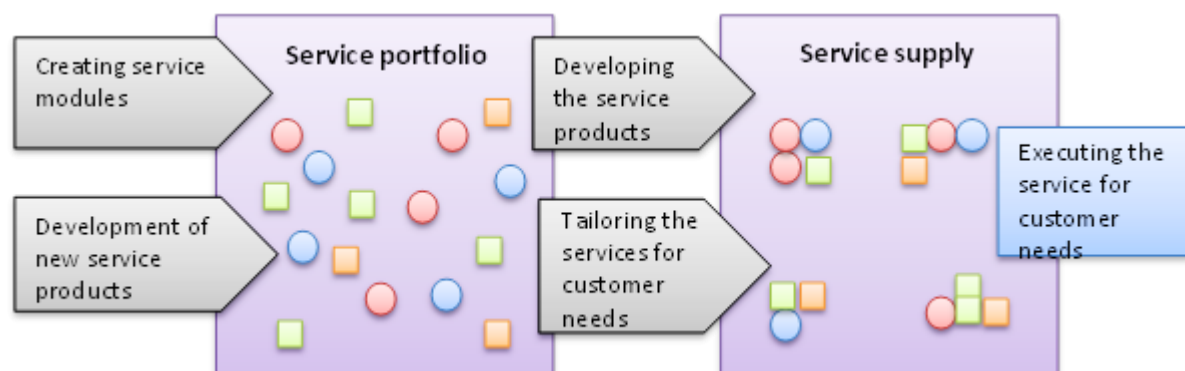 Creating service
modules
Development of
new service
products
Service portfolio
Developing
the service
products
Tailoring the
services for
customer
needs
Service supply
Executing the
service for
customer
needs